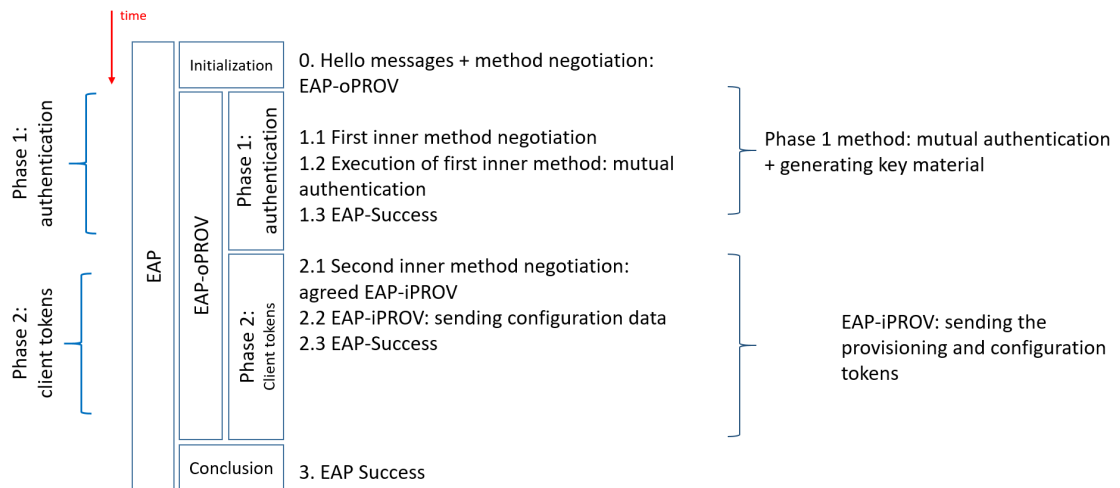 time
Initialization
0. Hello messages + method negotiation:
EAP-oPROV
Phase 1:
authentication
EAP
EAP-oPROV
Phase 1:
authentication
1.1 First inner method negotiation
1.2 Execution of first inner method: mutual
authentication
1.3 EAP-Success
Phase 1 method: mutual authentication
+ generating key material
Phase 2:
client tokens
Phase 2:
Client tokens
2.1 Second inner method negotiation:
agreed EAP-iPROV
2.2 EAP-iPROV: sending configuration data
2.3 EAP-Success
EAP-iPROV: sending the
provisioning and configuration
tokens
Conclusion
3. EAP Success